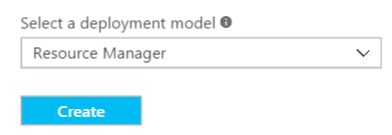 Select a deployment model
Resource Manager
Create